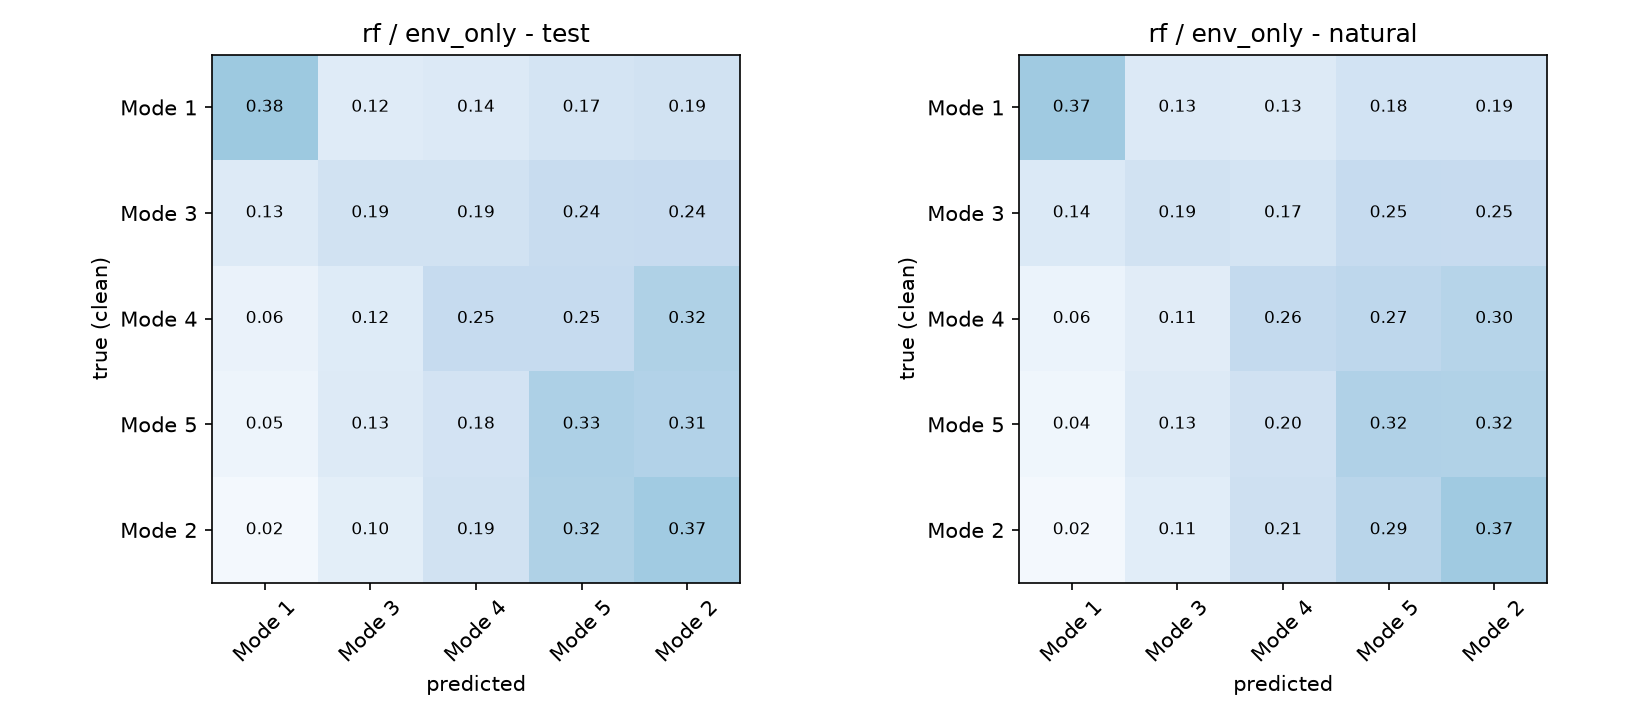 rf / env_only - test
true (clean)
Mode 1 0.38 0.12 0.14 0.17 0.19
Mode 3 0.13 0.19 0.19 0.24 0.24
Mode 4 0.06 0.12 0.25 0.25 0.32
Mode 5 0.05 0.13 0.18 0.33 0.31
Mode 2 0.02 0.10 0.19 0.32 0.37
Mode 1 Mode 3 Mode 4 Mode 5 Mode 2
predicted
rf / env_only - natural
true (clean)
Mode 1 0.37 0.13 0.13 0.18 0.19
Mode 3 0.14 0.19 0.17 0.25 0.25
Mode 4 0.06 0.11 0.26 0.27 0.30
Mode 5 0.04 0.13 0.20 0.32 0.32
Mode 2 0.02 0.11 0.21 0.29 0.37
Mode 1 Mode 3 Mode 4 Mode 5 Mode 2
predicted